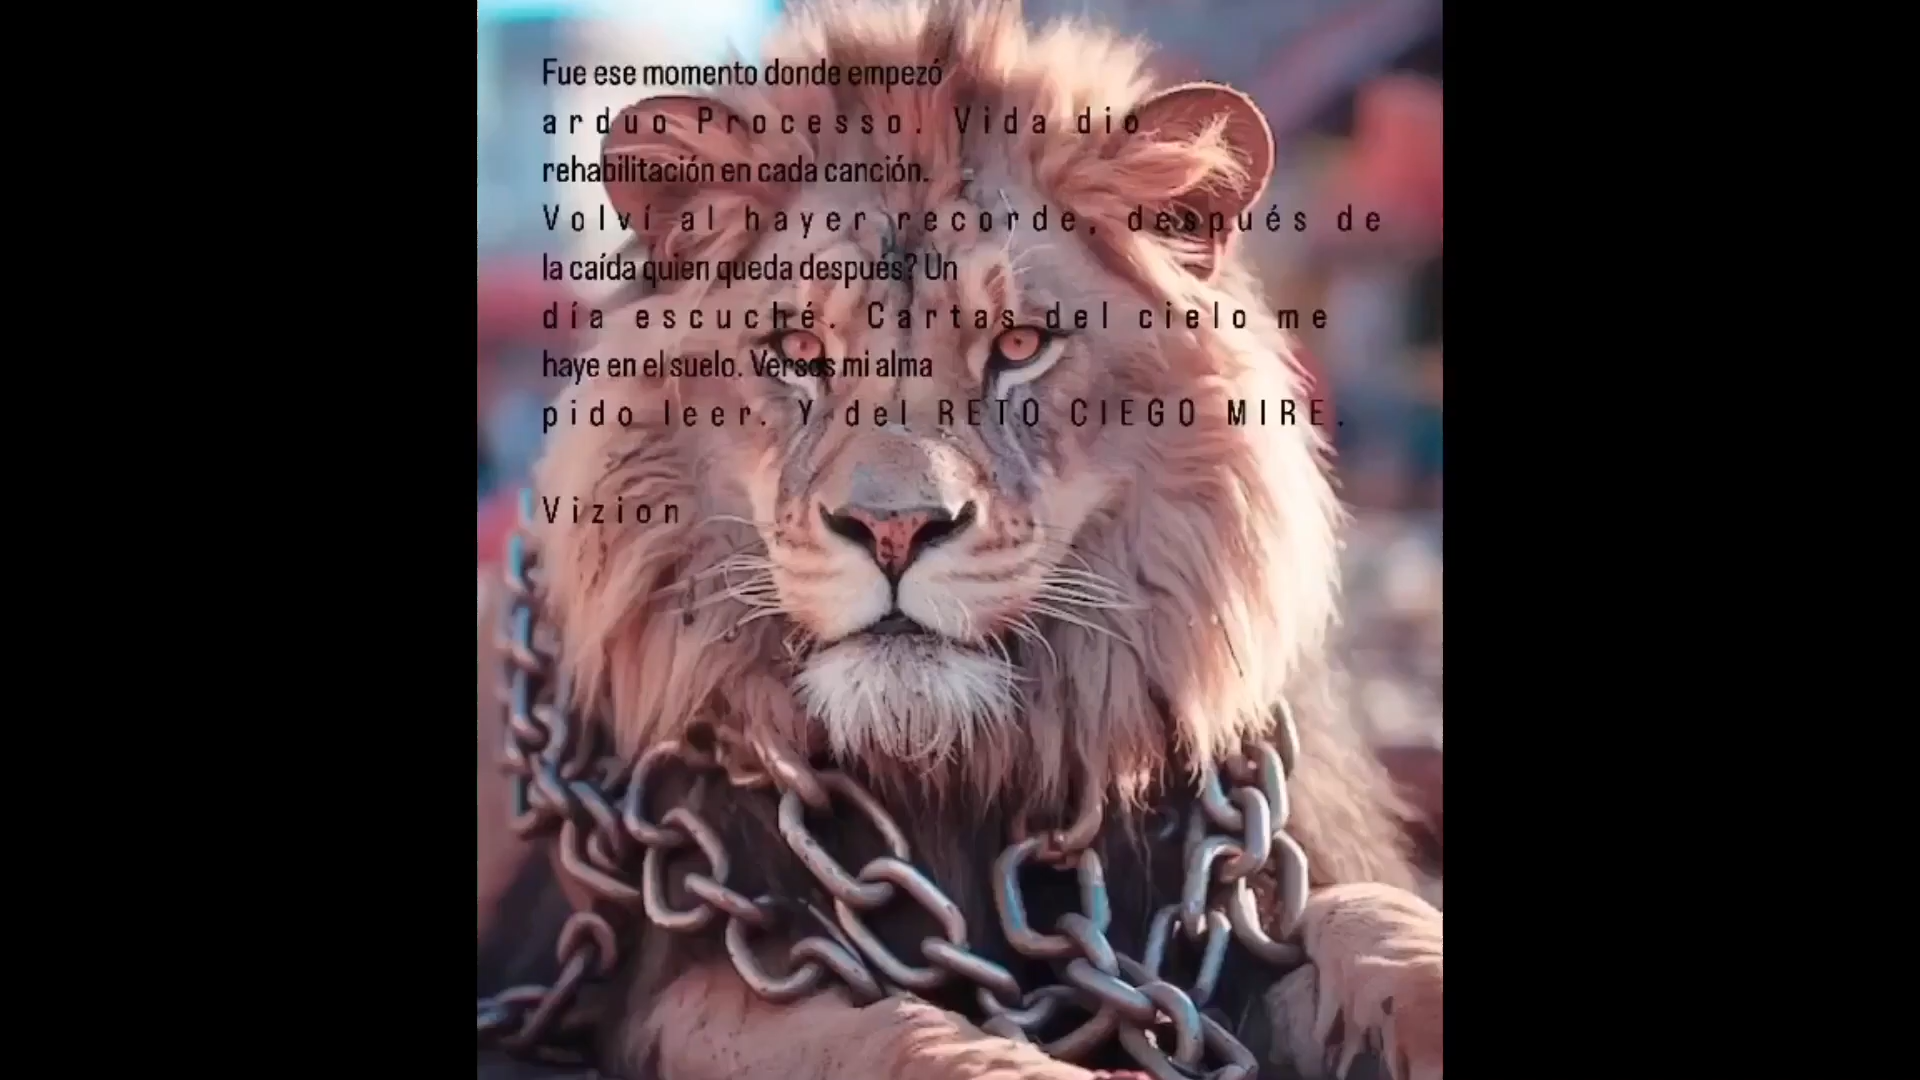 Fue ese momento donde empezó
arduo Processo. Vida dio
rehabilitación en cada canción.
Volví al hayer recorde, después de
la caída quien queda después? Un
día escuché. Cartas del cielo me
haye en el suelo. Versos mi alma
pido leer. Y del RETO CIEGO MIRE.
Vizion